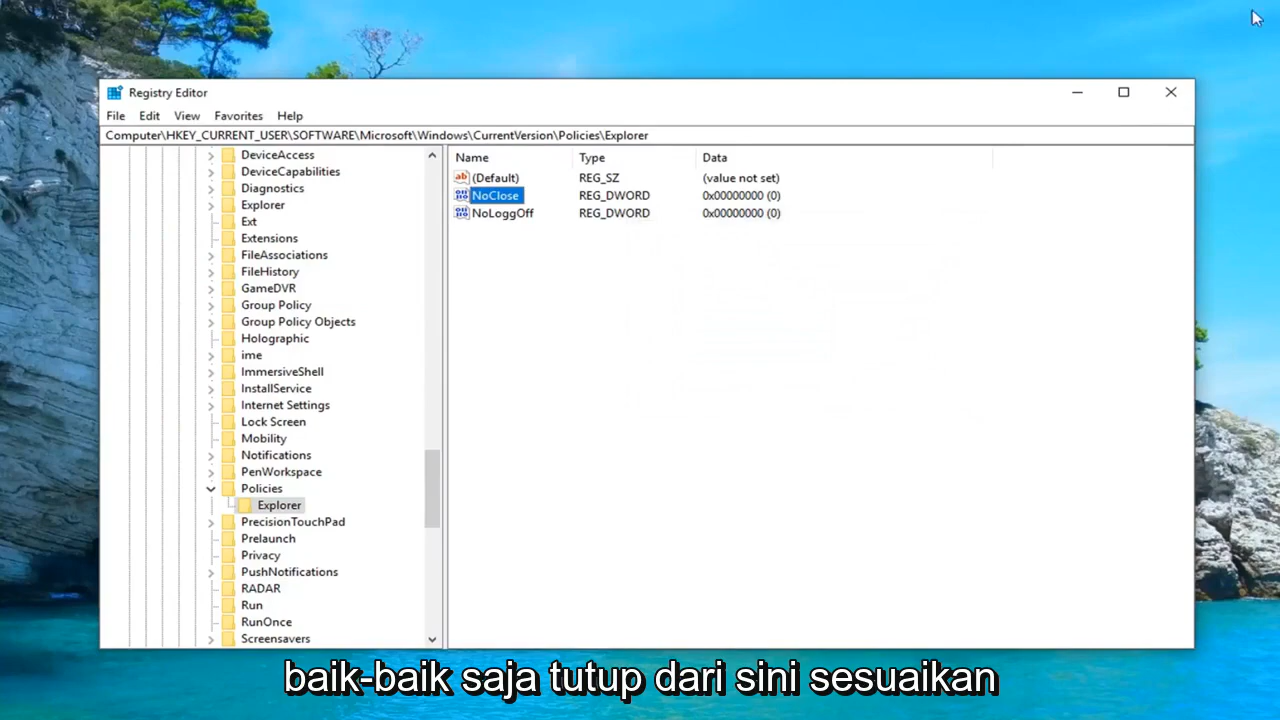 Registry Editor
File Edit View Favorites Help
Computer\HKEY_CURRENT_USER\SOFTWARE\Microsoft\Windows\CurrentVersion\Policies\Explorer
DeviceAccess
DeviceCapabilities
Diagnostics
Explorer
Ext
Extensions
FileAssociations
FileHistory
GameDVR
Group Policy
Group Policy Objects
Holographic
ime
ImmersiveShell
InstallService
Internet Settings
Lock Screen
Mobility
Notifications
PenWorkspace
Policies
Explorer
PrecisionTouchPad
Prelaunch
Privacy
PushNotifications
RADAR
Run
RunOnce
Screensavers
Name Type Data
(Default) REG_SZ (value not set)
NoClose REG_DWORD 0x00000000 (0)
NoLoggOff REG_DWORD 0x00000000 (0)
baik-baik saja tutup dari sini sesuaikan